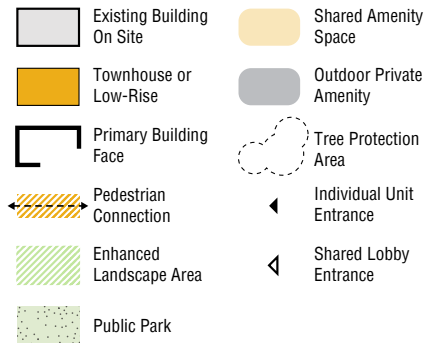 Existing Building
On Site
Townhouse or
Low-Rise
Primary Building
Face
Pedestrian
Connection
Enhanced
Landscape Area
Public Park
Shared Amenity
Space
Outdoor Private
Amenity
Tree Protection
Area
Individual Unit
Entrance
Shared Lobby
Entrance